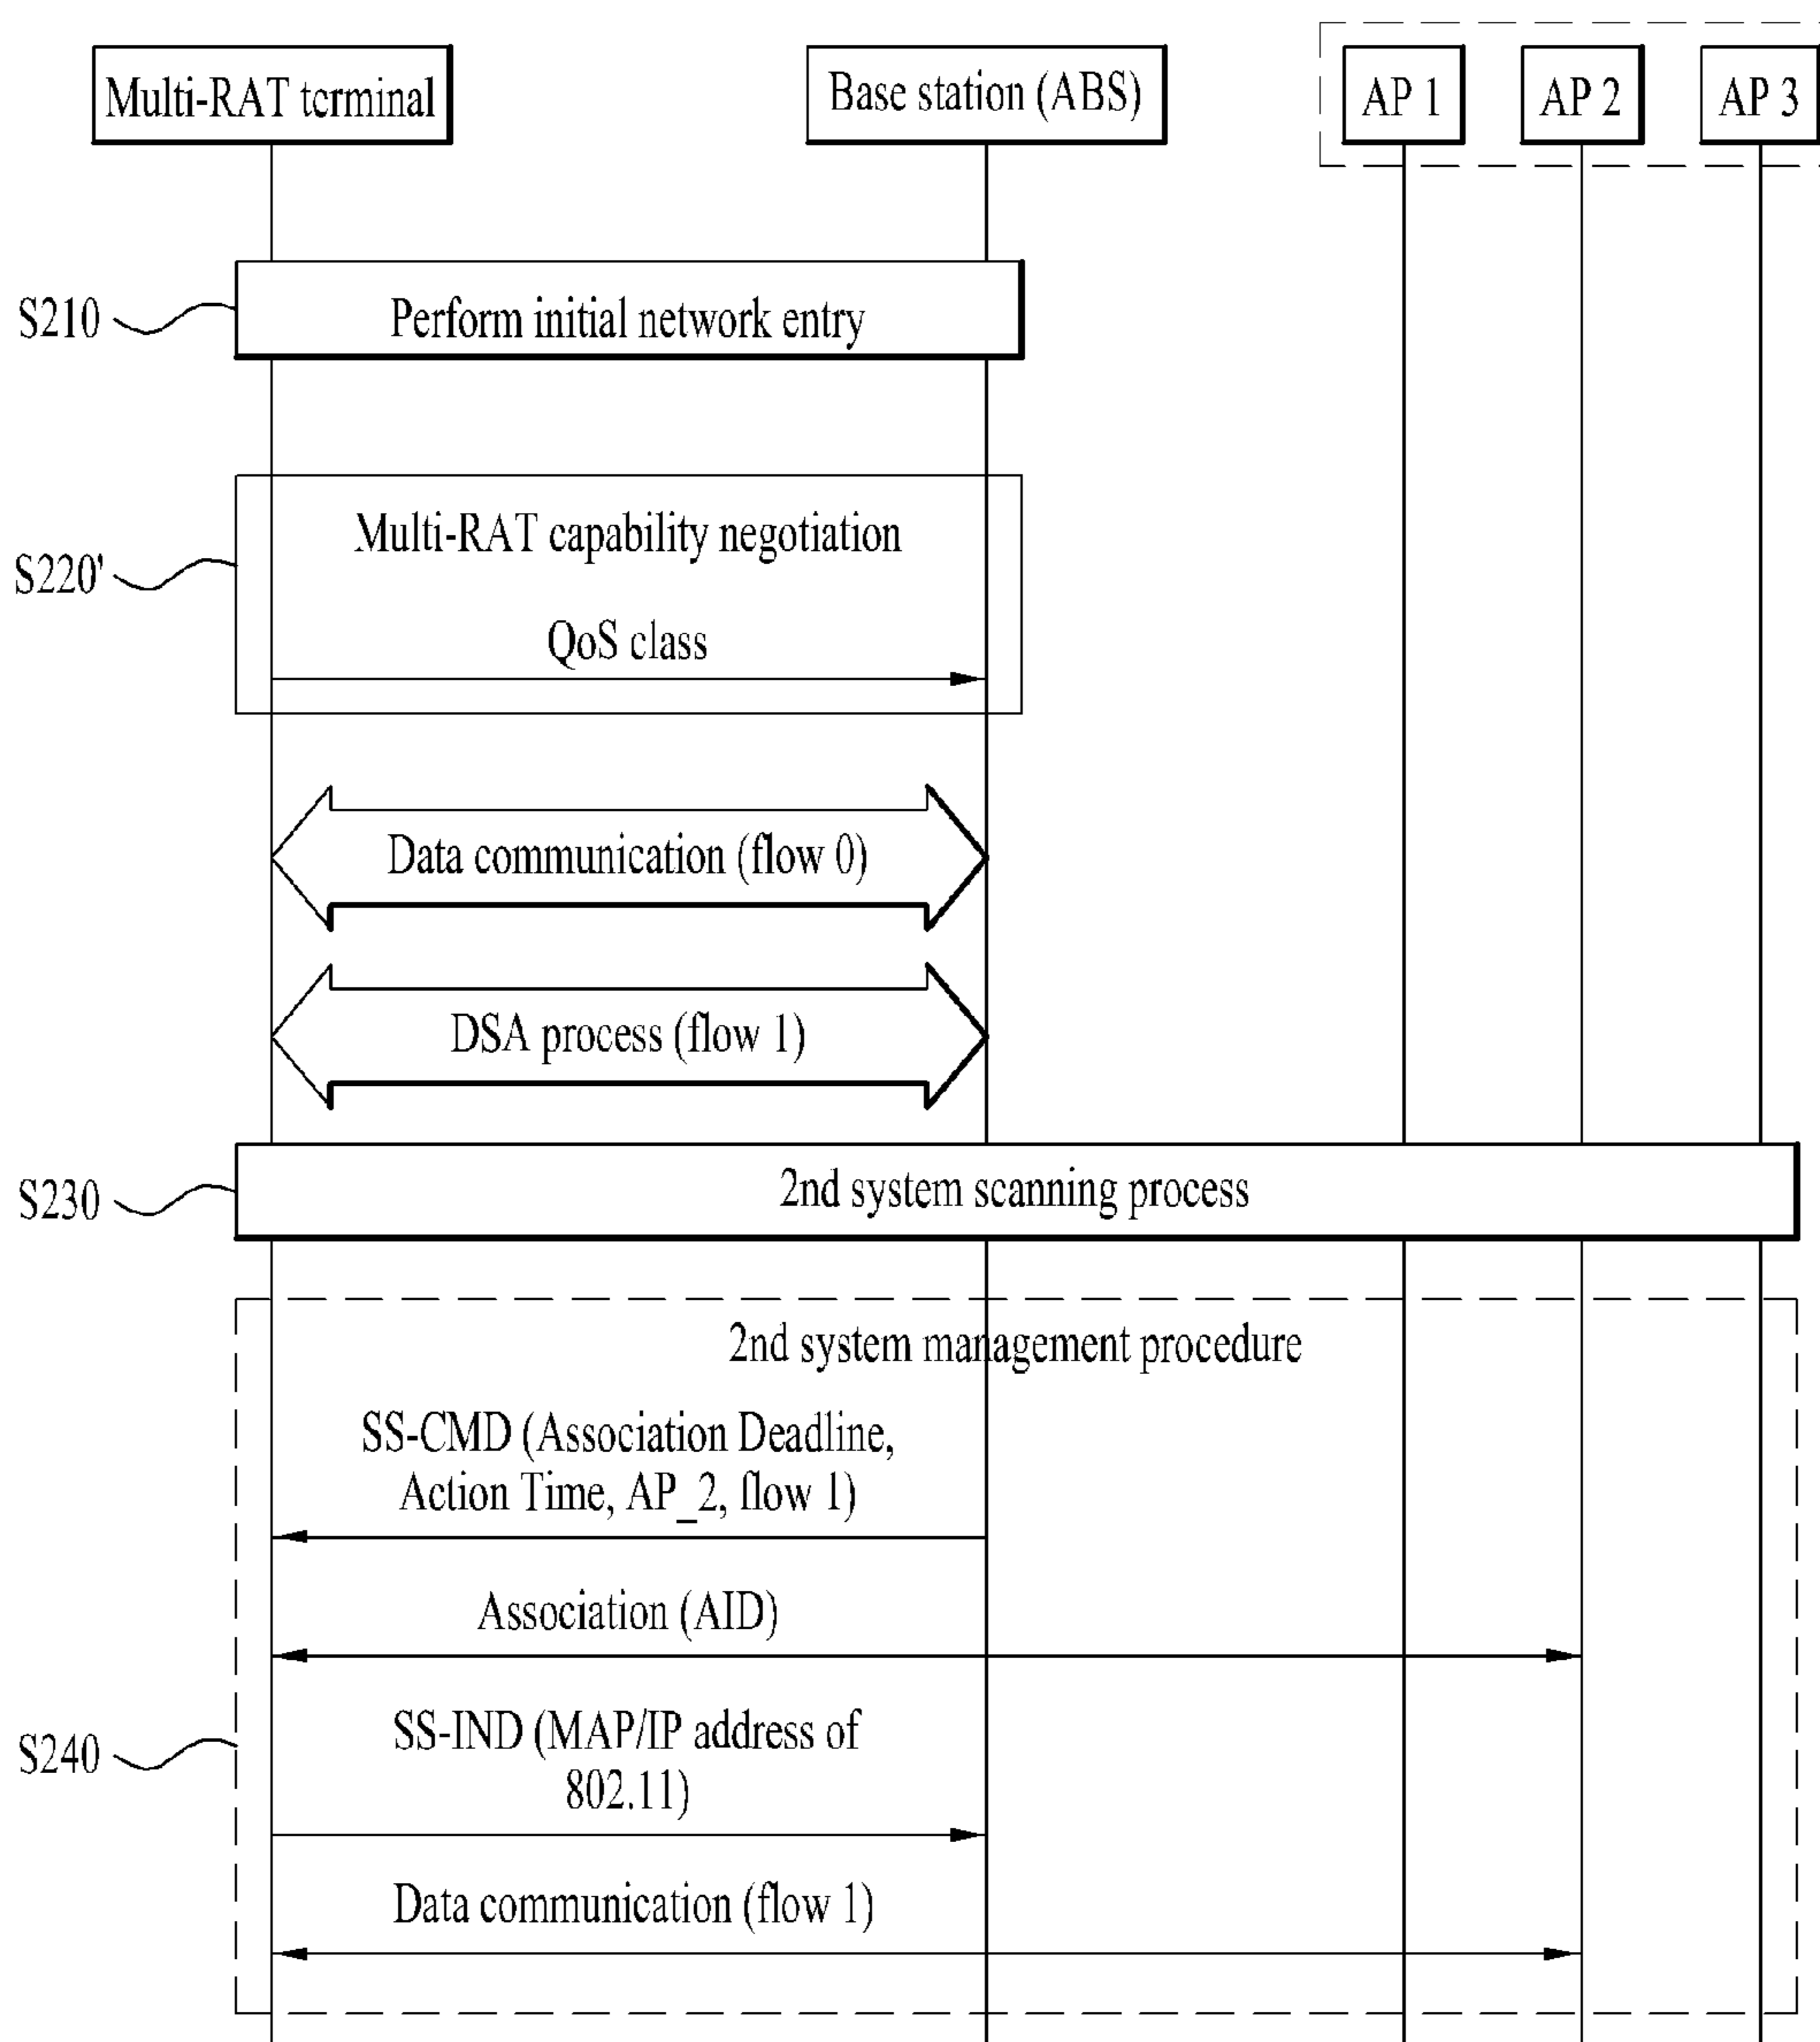 Multi-RAT terminal
Base station (ABS)
AP 1
AP 2
AP 3
S210
Perform initial network entry
S220'
Multi-RAT capability negotiation
QoS class
Data communication (flow 0)
DSA process (flow 1)
S230
2nd system scanning process
2nd system management procedure
SS-CMD (Association Deadline,
Action Time, AP_2, flow 1)
Association (AID)
S240
SS-IND (MAP/IP address of
802.11)
Data communication (flow 1)